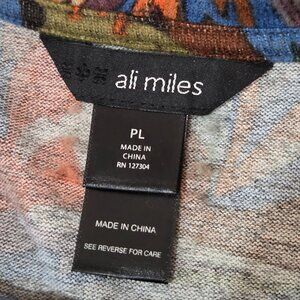 ali miles
PL
MADE IN
CHINA
RN 127304
MADE IN CHINA
SEE REVERSE FOR CARE